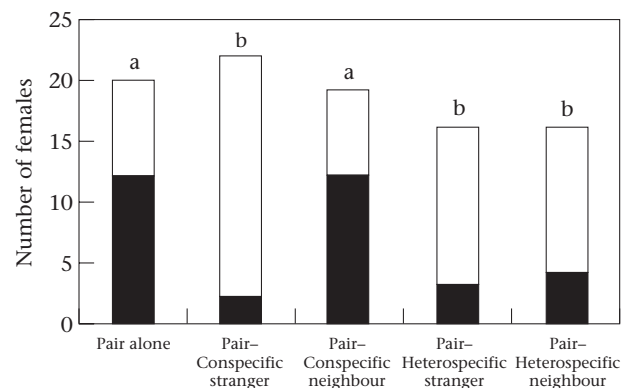 25
20
15
10
5
0
Number of females
a
b
a
b
b
Pair alone
Pair–
Conspecific
stranger
Pair–
Conspecific
neighbour
Pair–
Heterospecific
stranger
Pair–
Heterospecific
neighbour